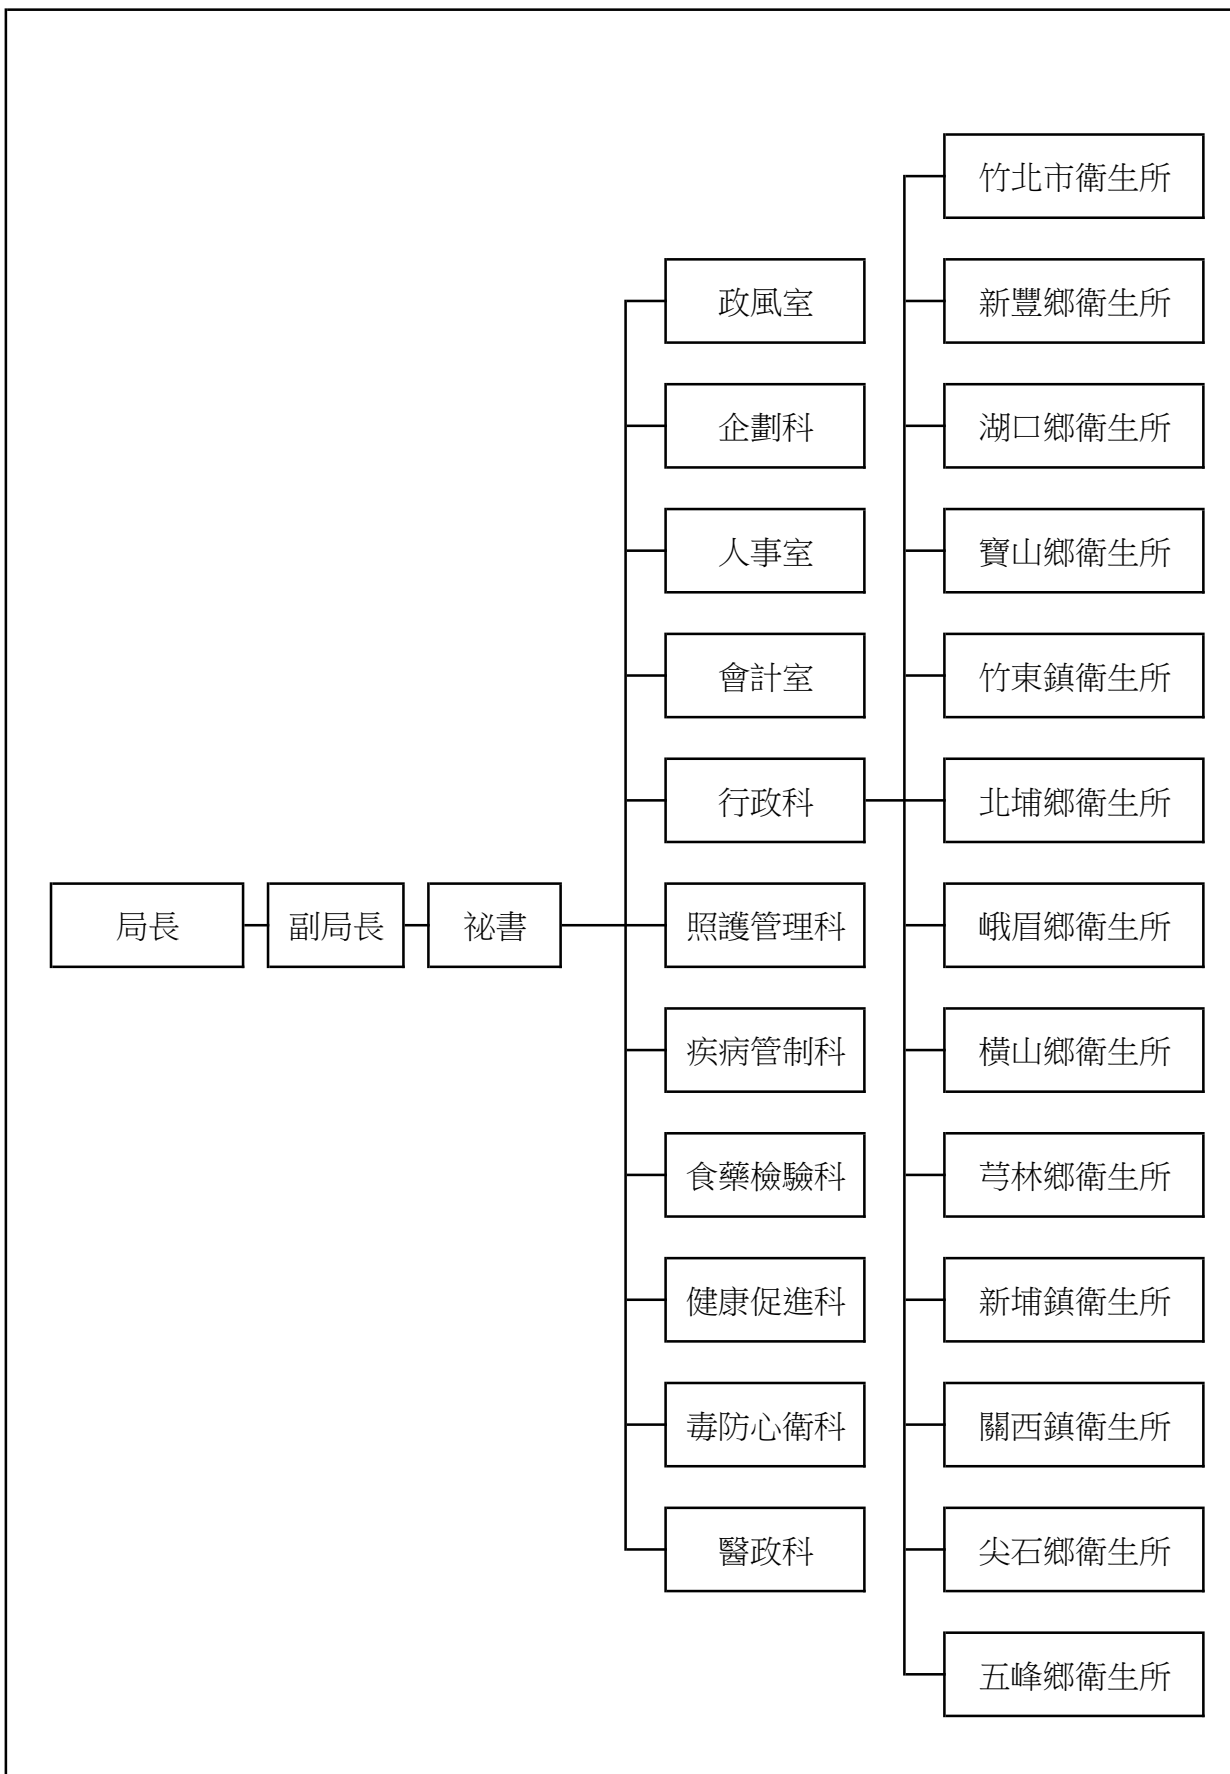 局長
副局長
祕書
政風室
企劃科
人事室
會計室
行政科
照護管理科
疾病管制科
食藥檢驗科
健康促進科
毒防心衛科
醫政科
竹北市衛生所
新豐鄉衛生所
湖口鄉衛生所
寶山鄉衛生所
竹東鎮衛生所
北埔鄉衛生所
峨眉鄉衛生所
橫山鄉衛生所
芎林鄉衛生所
新埔鎮衛生所
關西鎮衛生所
尖石鄉衛生所
五峰鄉衛生所